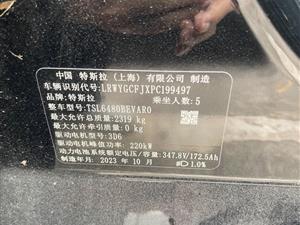 中国 特斯拉（上海）有限公司 制造
车辆识别代号:LRWYGCFJXPC199497
品牌:特斯拉 乘坐人数:5
整车型号:TSL6480BEVAR0
最大允许总质量:2319 kg
最大允许牵引质量:0 kg
驱动电机型号:3D6
驱动电机峰值功率:220kW
动力电池系统额定电压/容量:347.8V/172.5Ah
制造年月:2023 年 10 月 1.0%